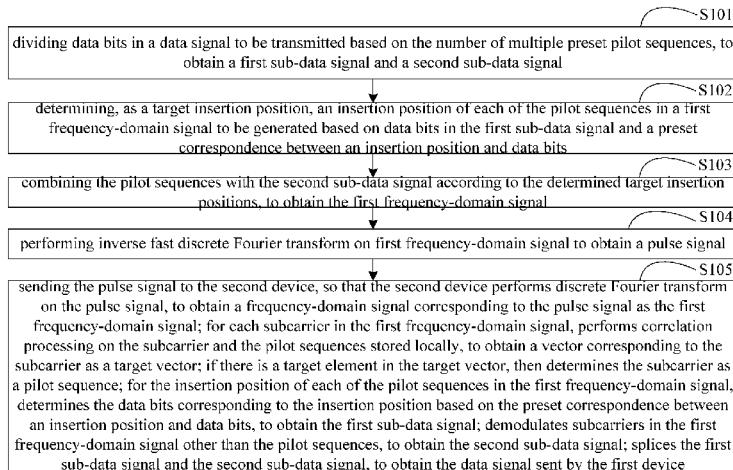 S101
dividing data bits in a data signal to be transmitted based on the number of multiple preset pilot sequences, to
obtain a first sub-data signal and a second sub-data signal
S102
determining, as a target insertion position, an insertion position of each of the pilot sequences in a first
frequency-domain signal to be generated based on data bits in the first sub-data signal and a preset
correspondence between an insertion position and data bits
S103
combining the pilot sequences with the second sub-data signal according to the determined target insertion
positions, to obtain the first frequency-domain signal
S104
performing inverse fast discrete Fourier transform on first frequency-domain signal to obtain a pulse signal
S105
sending the pulse signal to the second device, so that the second device performs discrete Fourier transform
on the pulse signal, to obtain a frequency-domain signal corresponding to the pulse signal as the first
frequency-domain signal; for each subcarrier in the first frequency-domain signal, performs correlation
processing on the subcarrier and the pilot sequences stored locally, to obtain a vector corresponding to the
subcarrier as a target vector; if there is a target element in the target vector, then determines the subcarrier as
a pilot sequence; for the insertion position of each of the pilot sequences in the first frequency-domain signal,
determines the data bits corresponding to the insertion position based on the preset correspondence between
an insertion position and data bits, to obtain the first sub-data signal; demodulates subcarriers in the first
frequency-domain signal other than the pilot sequences, to obtain the second sub-data signal; splices the first
sub-data signal and the second sub-data signal, to obtain the data signal sent by the first device